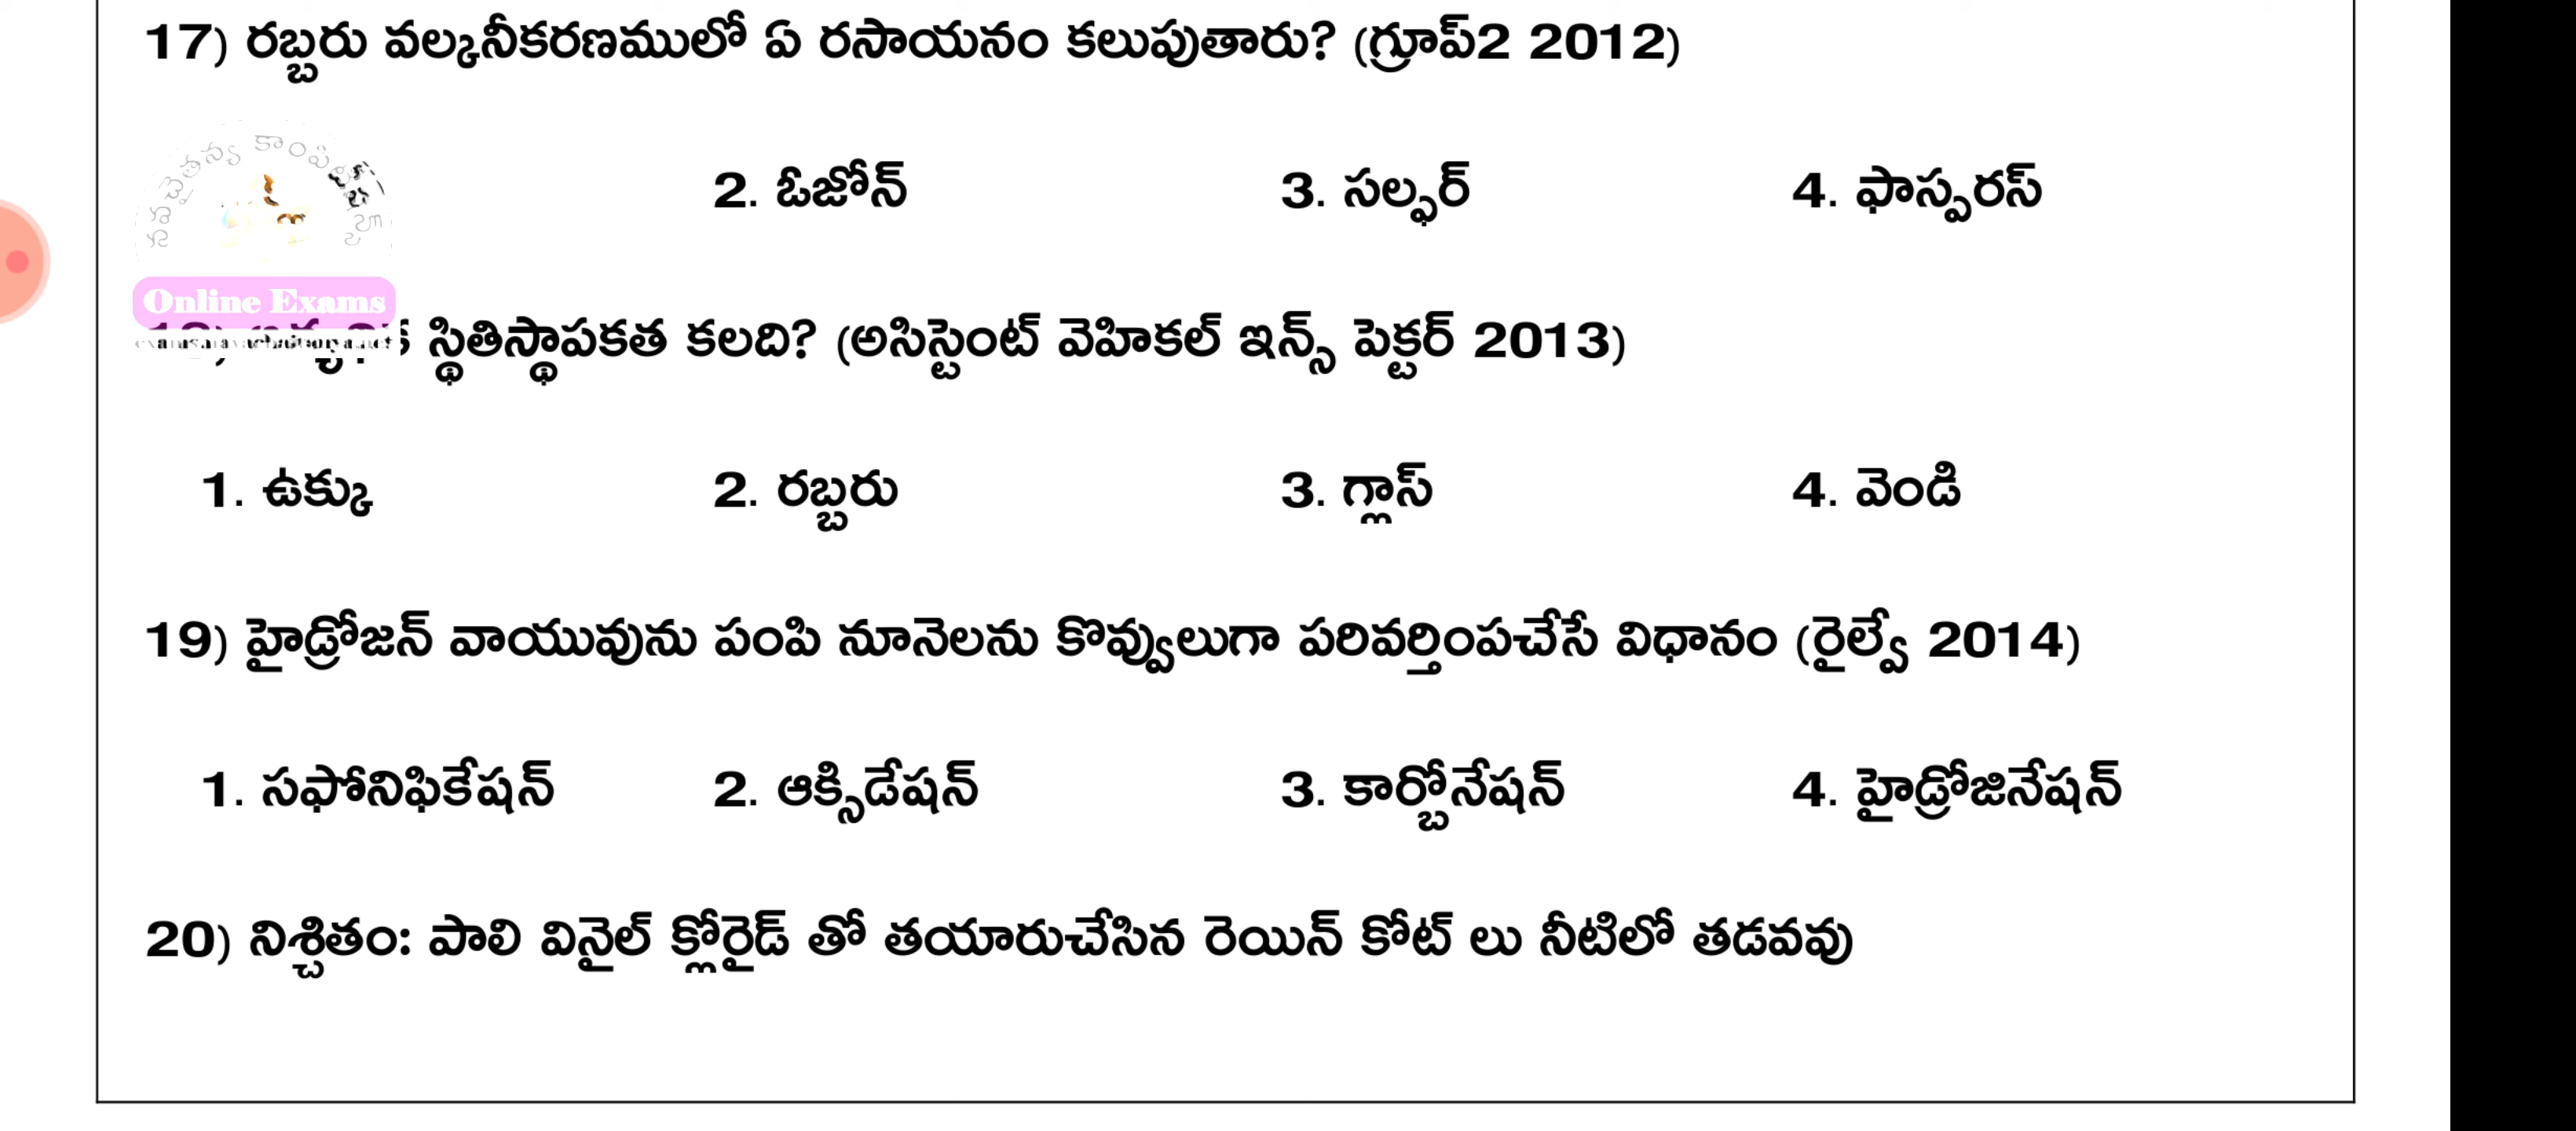 17) రబ్బరు వల్కనీకరణములో ఏ రసాయనం కలుపుతారు? (గ్రూప్2 2012)
2. ఓజోన్ 3. సల్ఫర్ 4. ఫాస్పరస్
Online Exams
స్థితిస్థాపకత కలది? (అసిస్టెంట్ వెహికల్ ఇన్స్ పెక్టర్ 2013)
1. ఉక్కు 2. రబ్బరు 3. గ్లాస్ 4. వెండి
19) హైడ్రోజన్ వాయువును పంపి నూనెలను కొవ్వులుగా పరివర్తింపచేసే విధానం (రైల్వే 2014)
1. సఫోనిఫికేషన్ 2. ఆక్సిడేషన్ 3. కార్బోనేషన్ 4. హైడ్రోజినేషన్
20) నిశ్చితం: పాలి వినైల్ క్లోరైడ్ తో తయారుచేసిన రెయిన్ కోట్ లు నీటిలో తడవవు